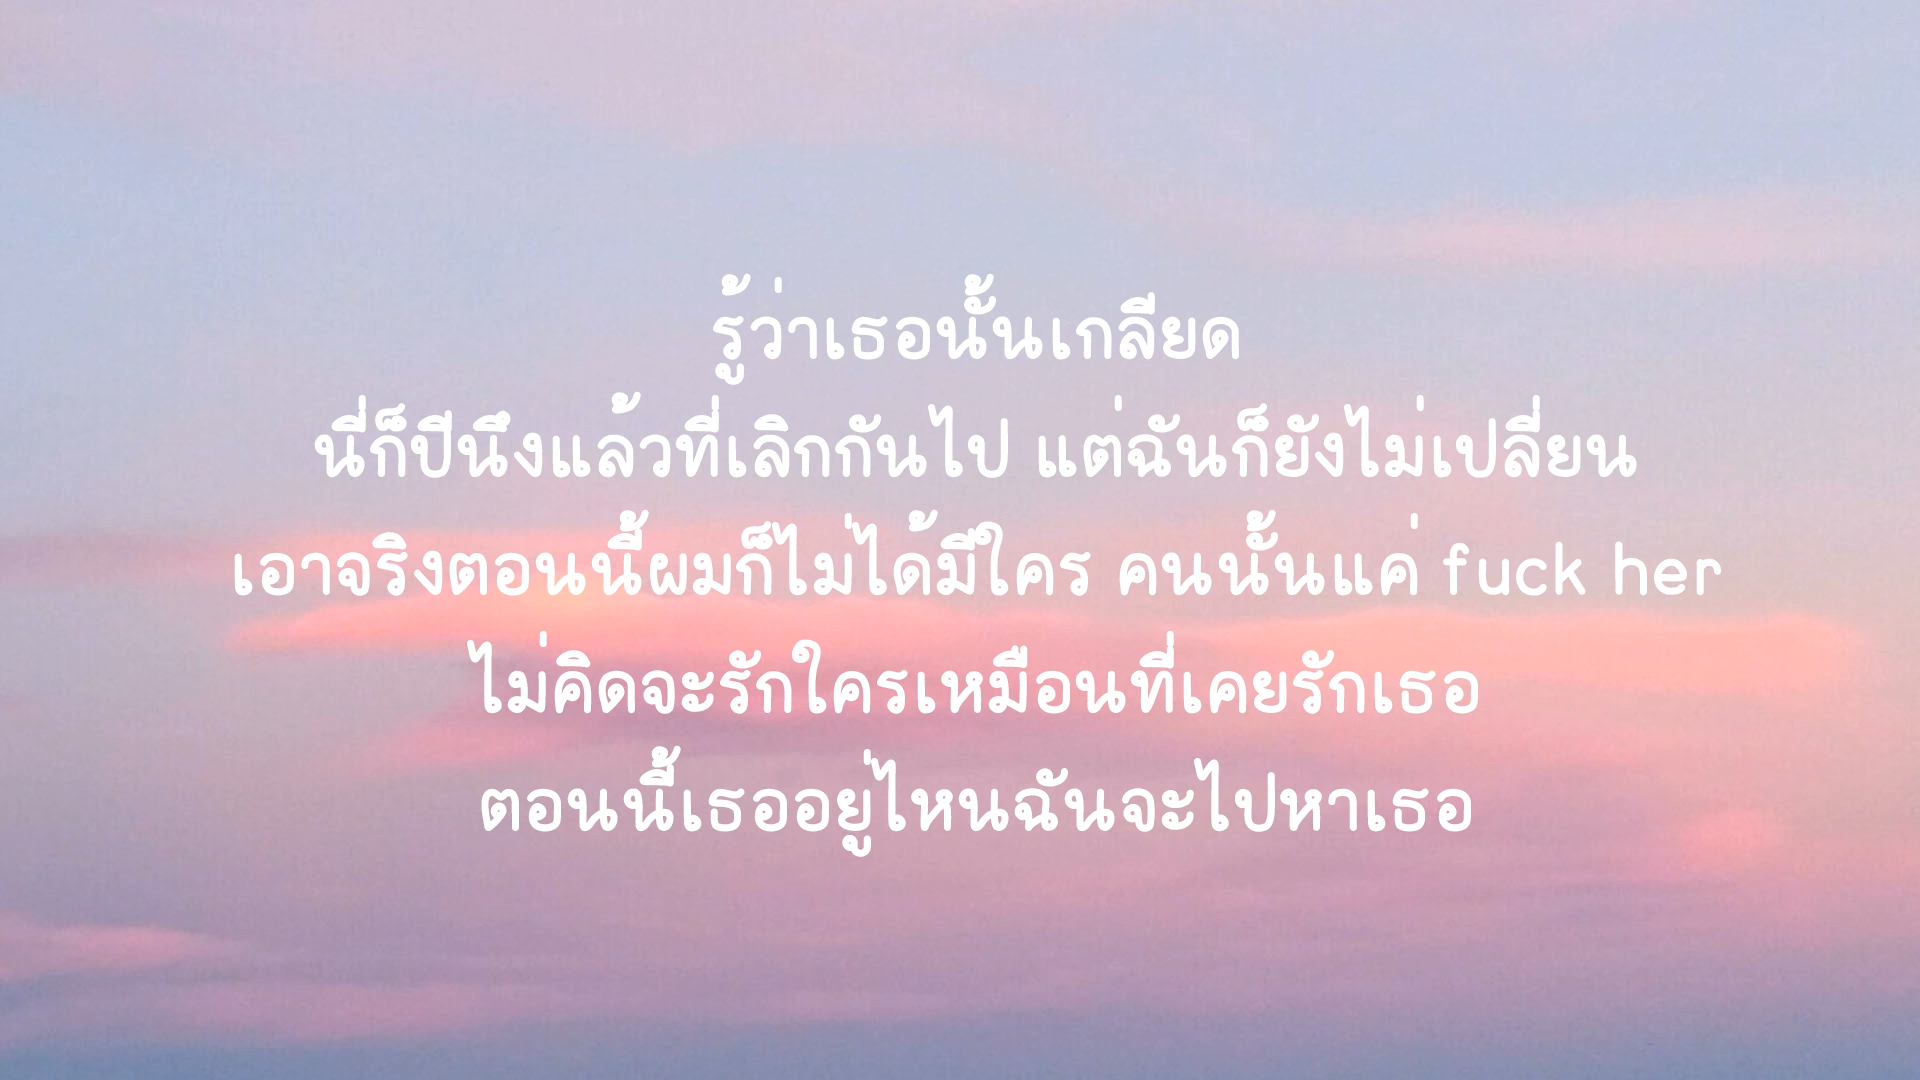 รู้ว่าเธอนั้นเกลียด
นี่ก็ปีนึงแล้วที่เลิกกันไป แต่ฉันก็ยังไม่เปลี่ยน
เอาจริงตอนนี้ผมก็ไม่ได้มีใคร คนนั้นแค่ fuck her
ไม่คิดจะรักใครเหมือนที่เคยรักเธอ
ตอนนี้เธออยู่ไหนฉันจะไปหาเธอ